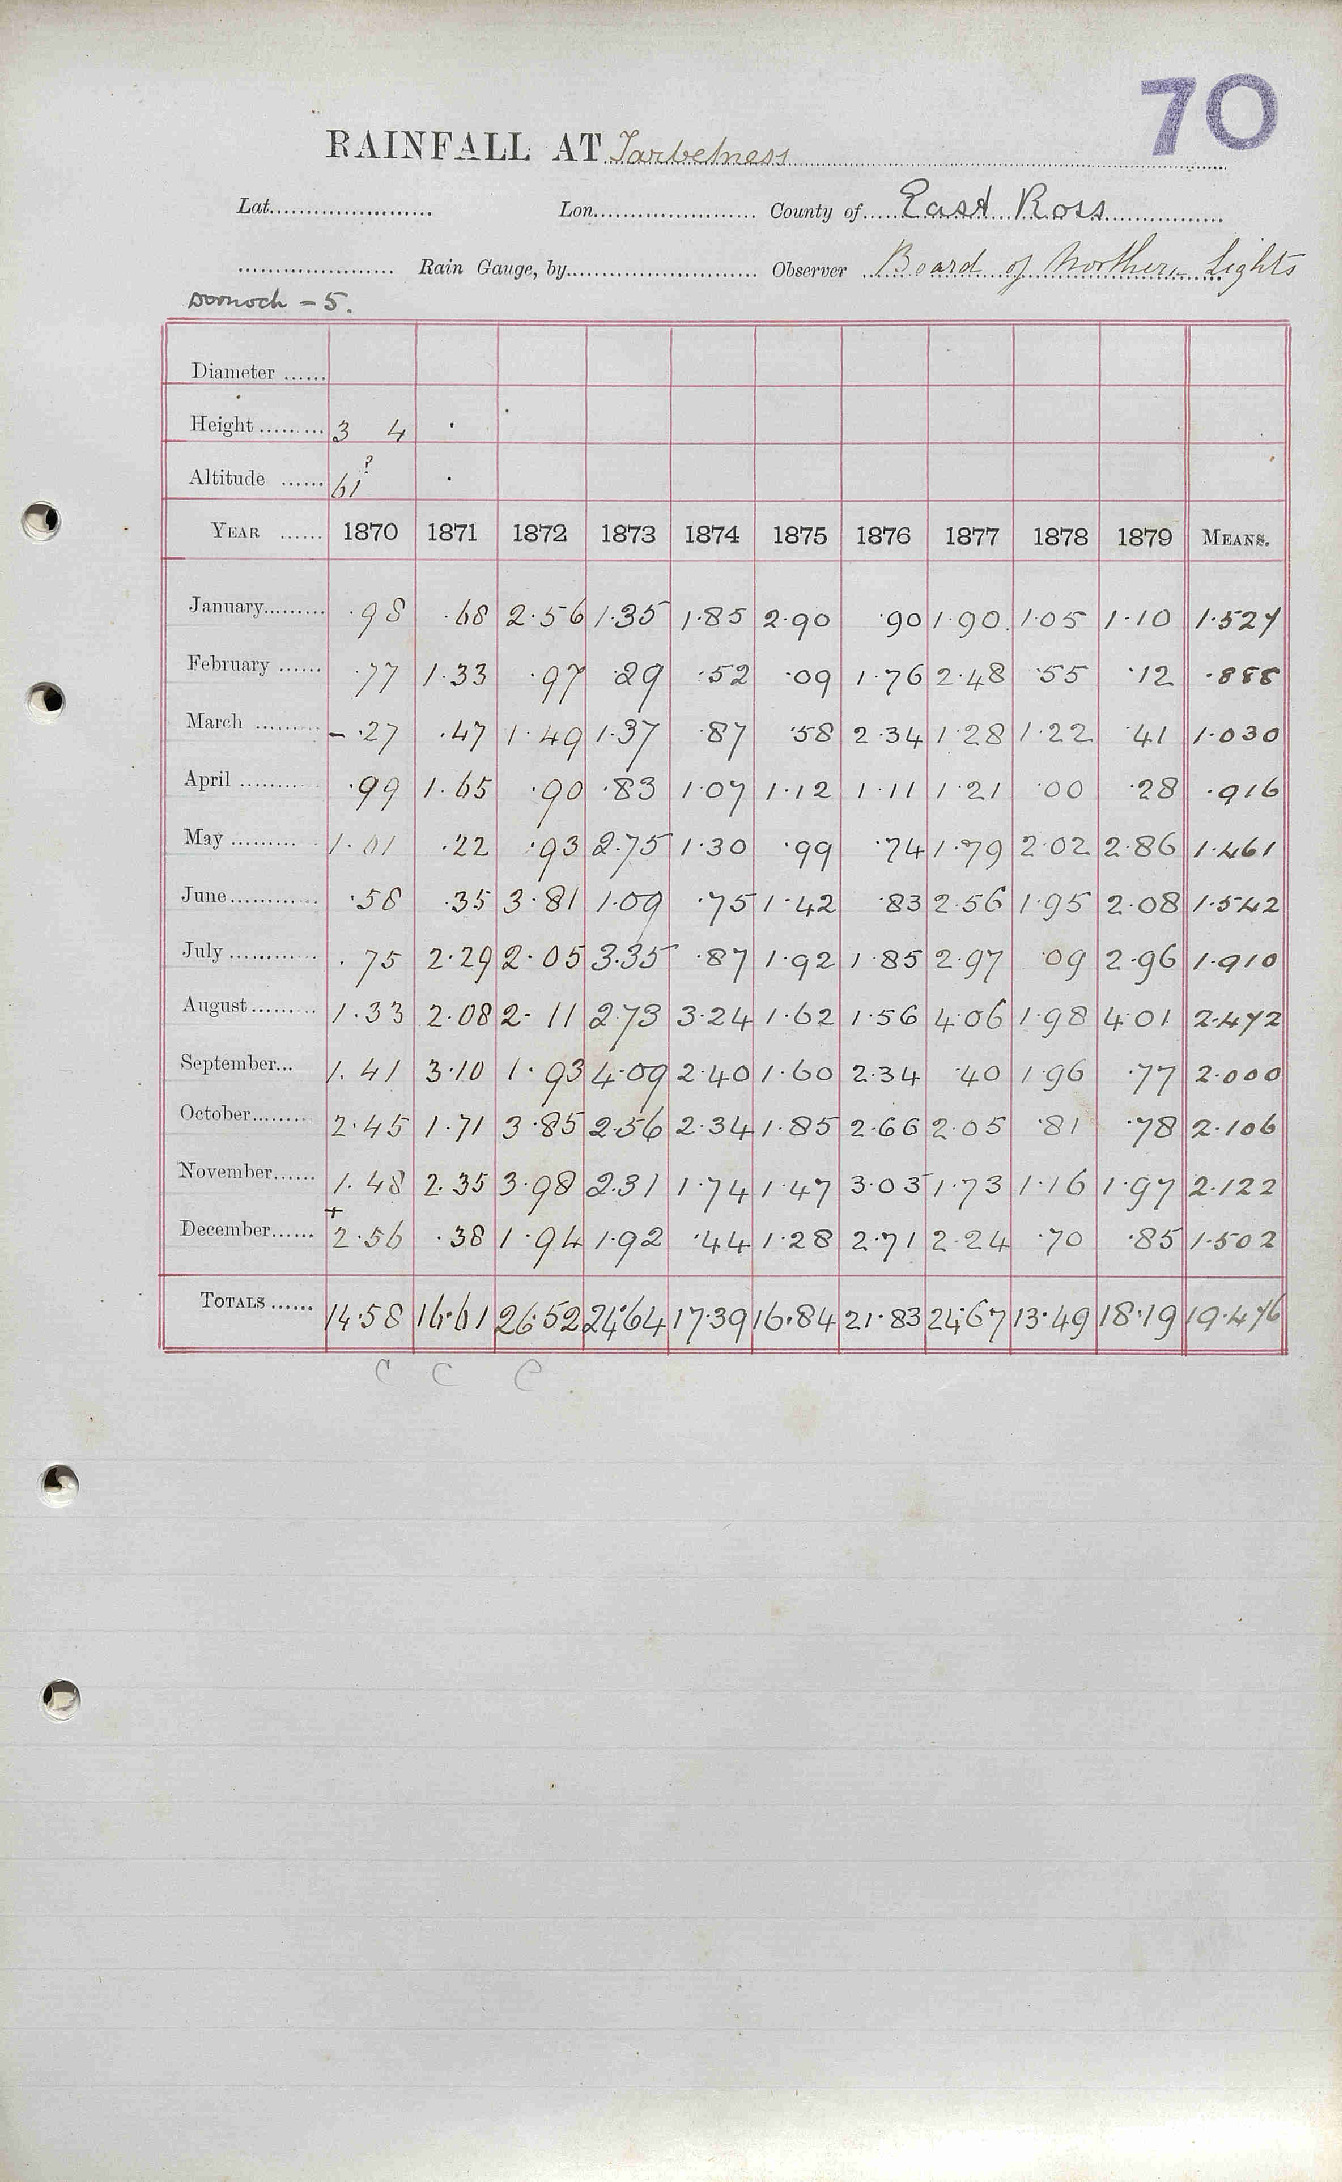 70
RAINFALL AT Tarbetness
Lat. Lon. County of East Ross
Rain Gauge, by Observer Board of Northern Lights
Dornoch - 5.
Diameter
Height 3 4
Altitude 61 ?
YEAR 1870 1871 1872 1873 1874 1875 1876 1877 1878 1879 MEANS.
January ·98 ·68 2·56 1·35 1·85 2·90 ·90 1·90 1·05 1·10 1·527
February ·77 1·33 ·97 ·29 ·52 ·09 1·76 2·48 ·55 ·12 ·888
March - ·27 ·47 1·49 1·37 ·87 ·58 2·34 1·28 1·22 ·41 1·030
April ·99 1·65 ·90 ·83 1·07 1·12 1·11 1·21 ·00 ·28 ·916
May 1·01 ·22 ·93 2·75 1·30 ·99 ·74 1·79 2·02 2·86 1·461
June ·58 ·35 3·81 1·09 ·75 1·42 ·83 2·56 1·95 2·08 1·542
July ·75 2·29 2·05 3·35 ·87 1·92 1·85 2·97 ·09 2·96 1·910
August 1·33 2·08 2·11 2·73 3·24 1·62 1·56 4·06 1·98 4·01 2·472
September 1·41 3·10 1·93 4·09 2·40 1·60 2·34 ·40 1·96 ·77 2·000
October 2·45 1·71 3·85 2·56 2·34 1·85 2·66 2·05 ·81 ·78 2·106
November 1·48 2·35 3·98 2·31 1·74 1·47 3·03 1·73 1·16 1·97 2·122
December + 2·56 ·38 1·94 1·92 ·44 1·28 2·71 2·24 ·70 ·85 1·502
TOTALS 14·58 16·61 26·52 24·64 17·39 16·84 21·83 24·67 13·49 18·19 19·476
C C C